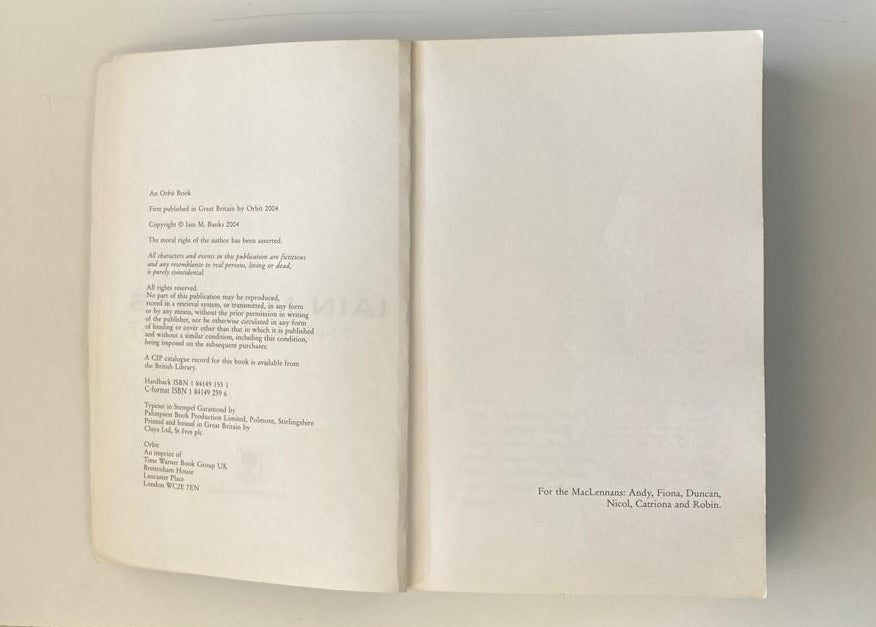 An Orbit Book
First published in Great Britain by Orbit 2004
Copyright © Iain M. Banks 2004
The moral right of the author has been asserted.
All characters and events in this publication are fictitious
and any resemblance to real persons, living or dead,
is purely coincidental.
All rights reserved.
No part of this publication may be reproduced,
stored in a retrieval system, or transmitted, in any form
or by any means, without the prior permission in writing
of the publisher, nor be otherwise circulated in any form
of binding or cover other than that in which it is published
and without a similar condition, including this condition,
being imposed on the subsequent purchaser.
A CIP catalogue record for this book is available from
the British Library.
Hardback ISBN 1 84149 155 1
C-format ISBN 1 84149 239 6
Typeset in Stempel Garamond by
Palimpsest Book Production Limited, Polmont, Stirlingshire
Printed and bound in Great Britain by
Clays Ltd, St Ives plc
Orbit
An imprint of
Time Warner Book Group UK
Brettenham House
Lancaster Place
London WC2E 7EN
For the MacLennans: Andy, Fiona, Duncan,
Nicol, Catriona and Robin.